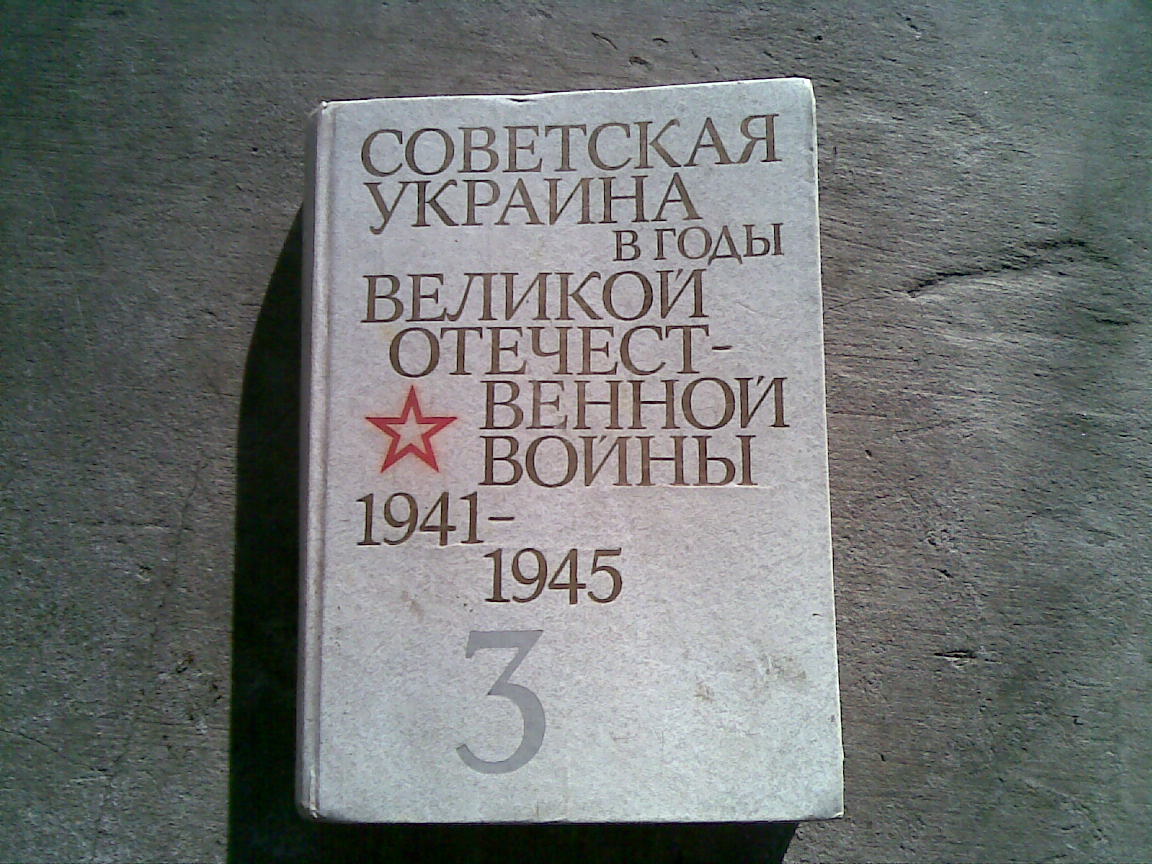 СОВЕТСКАЯ
УКРАИНА
В ГОДЫ
ВЕЛИКОЙ
ОТЕЧЕСТ-
ВЕННОЙ
ВОЙНЫ
1941-
1945
3